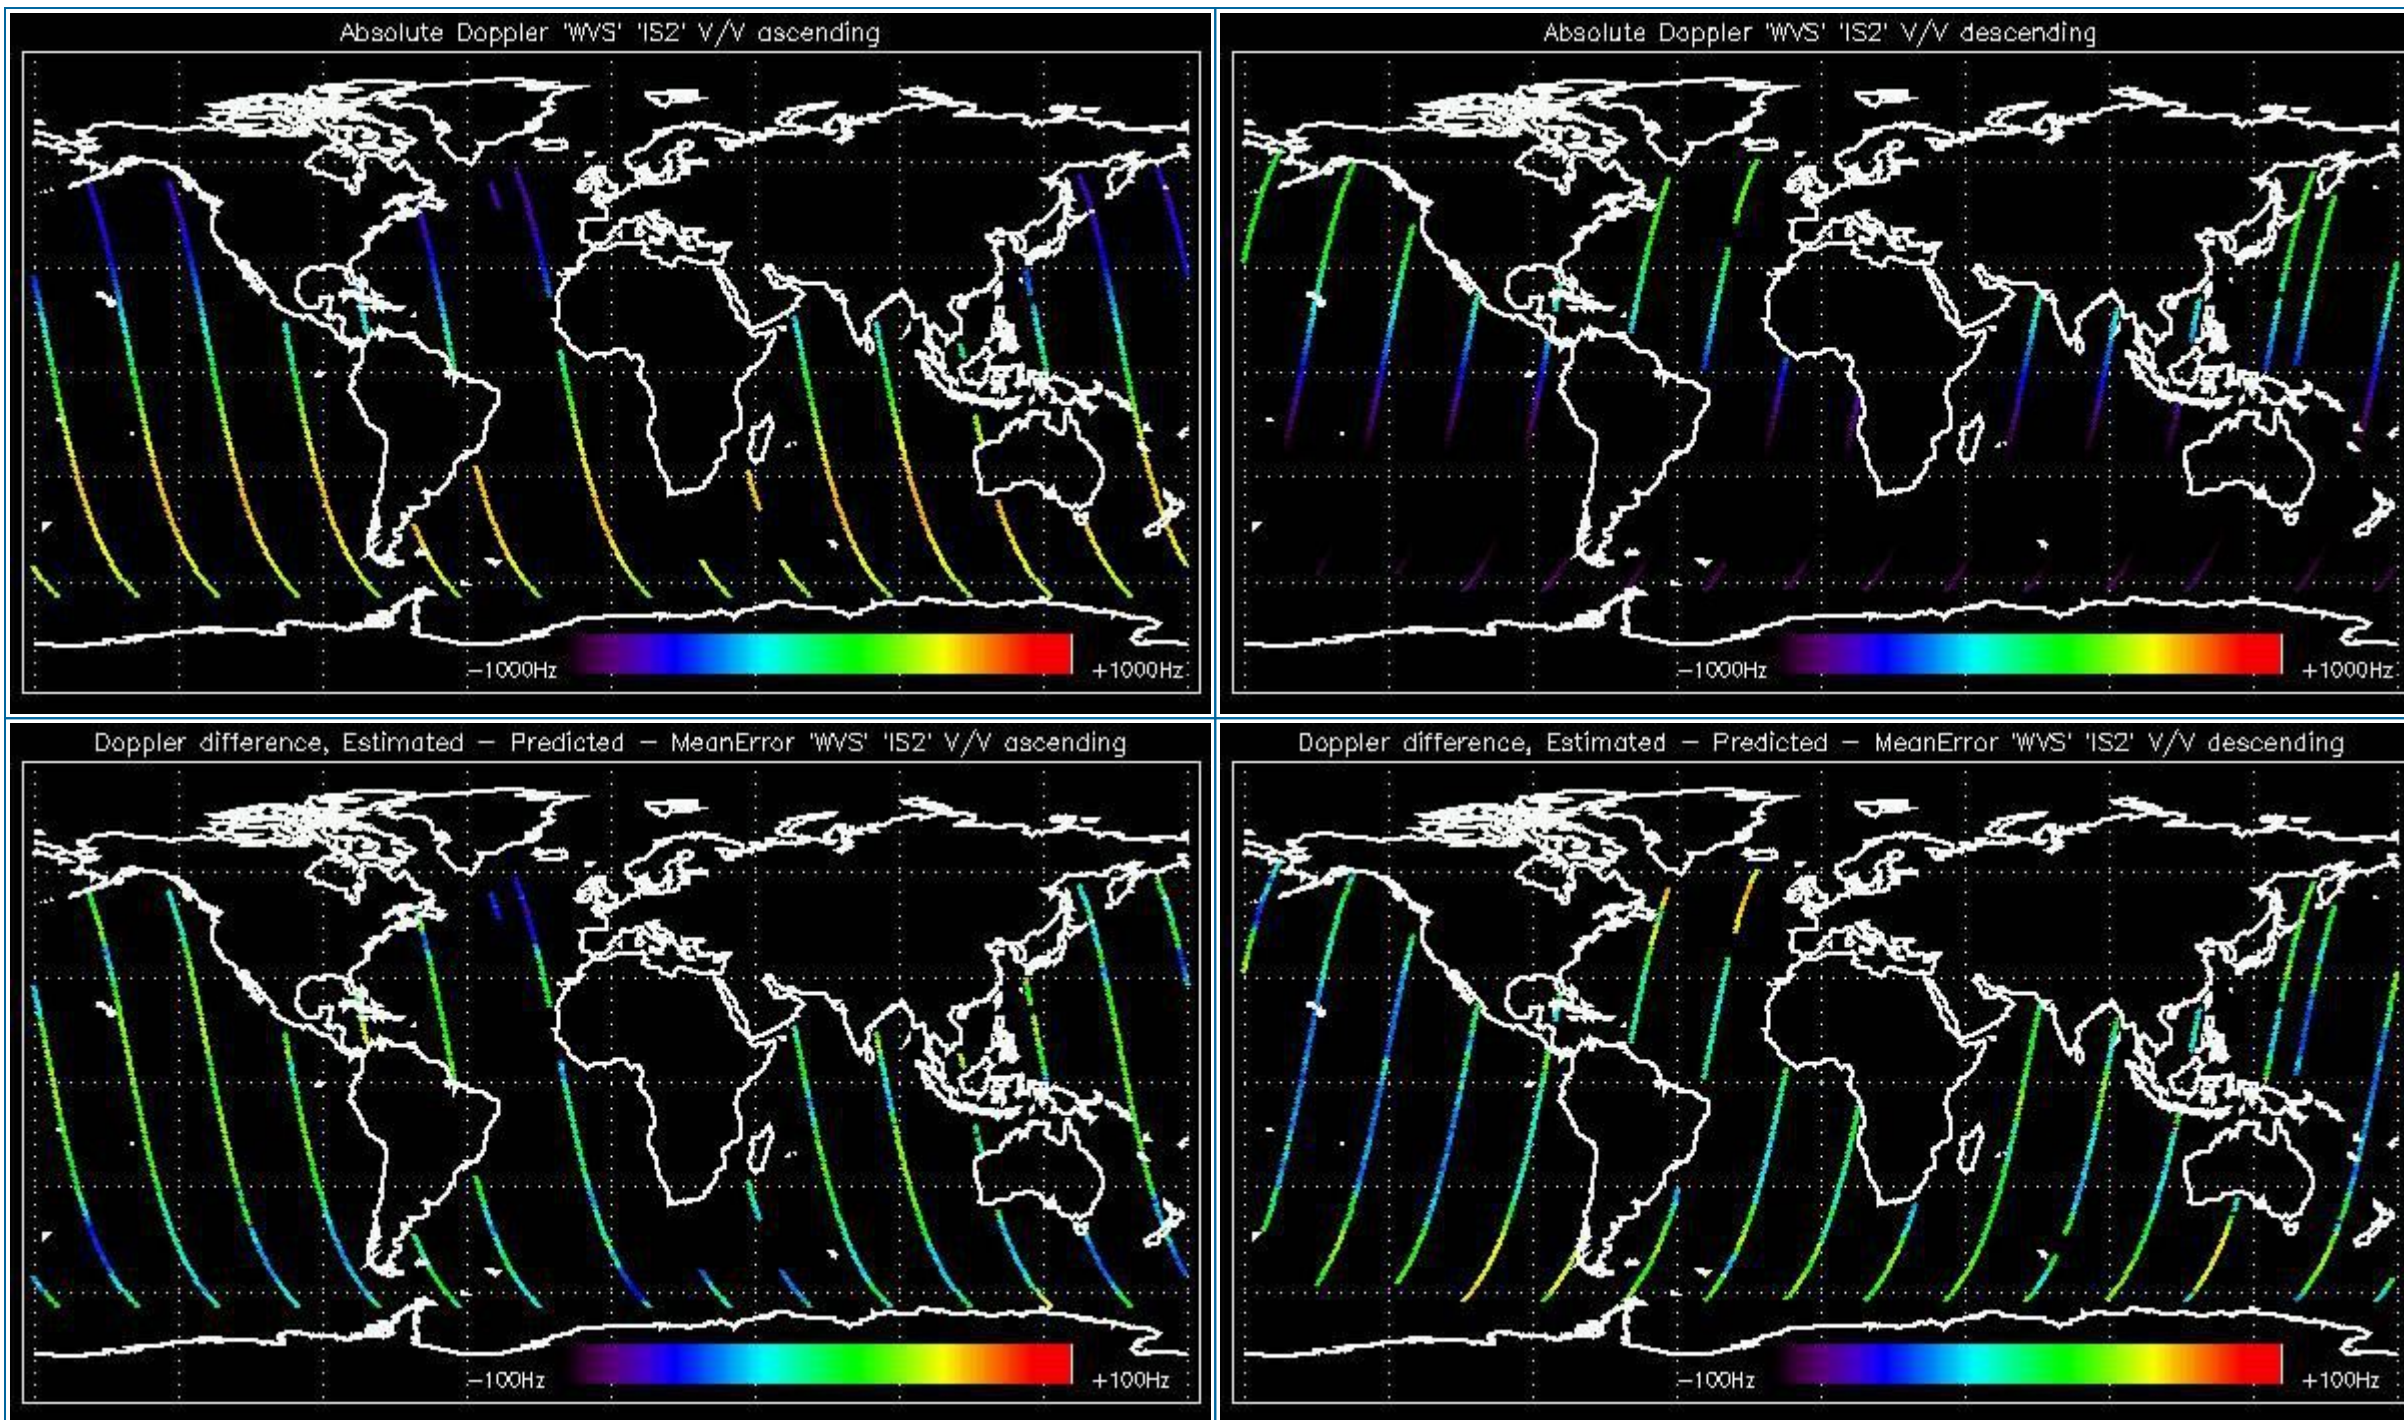 Absolute Doppler 'WVS' 'IS2' V/V ascending
-1000Hz +1000Hz
Absolute Doppler 'WVS' 'IS2' V/V descending
-1000Hz +1000Hz
Doppler difference, Estimated - Predicted - MeanError 'WVS' 'IS2' V/V ascending
-100Hz +100Hz
Doppler difference, Estimated - Predicted - MeanError 'WVS' 'IS2' V/V descending
-100Hz +100Hz